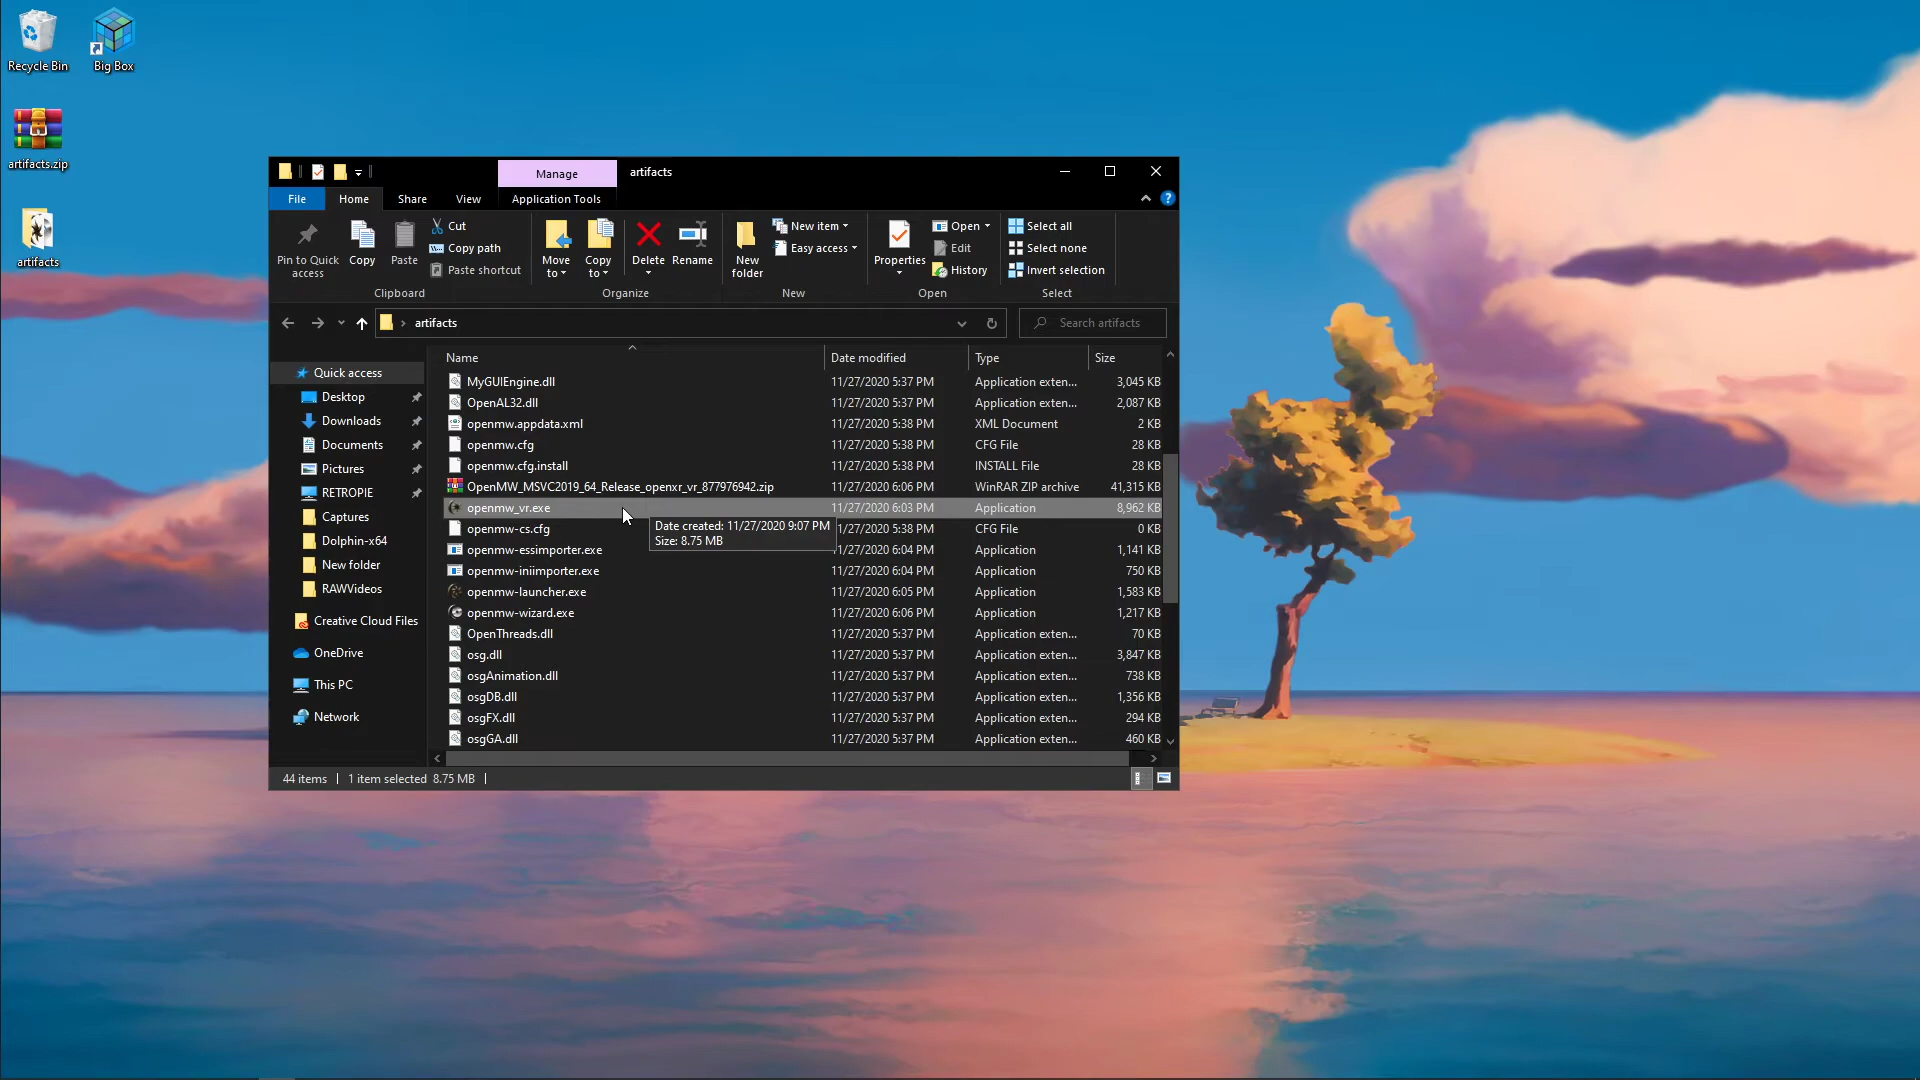 Recycle Bin
Big Box
artifacts.zip
artifacts
Manage
artifacts
File
Home
Share
View
Application Tools
Pin to Quick access
Copy
Paste
Cut
Copy path
Paste shortcut
Clipboard
Move to
Copy to
Delete
Rename
Organize
New folder
New item
Easy access
New
Properties
Open
Edit
History
Open
Select all
Select none
Invert selection
Select
artifacts
Search artifacts
Quick access
Desktop
Downloads
Documents
Pictures
RETROPIE
Captures
Dolphin-x64
New folder
RAWVideos
Creative Cloud Files
OneDrive
This PC
Network
Name Date modified Type Size
MyGUIEngine.dll 11/27/2020 5:37 PM Application exten... 3,045 KB
OpenAL32.dll 11/27/2020 5:37 PM Application exten... 2,087 KB
openmw.appdata.xml 11/27/2020 5:38 PM XML Document 2 KB
openmw.cfg 11/27/2020 5:38 PM CFG File 28 KB
openmw.cfg.install 11/27/2020 5:38 PM INSTALL File 28 KB
OpenMW_MSVC2019_64_Release_openxr_vr_877976942.zip 11/27/2020 6:06 PM WinRAR ZIP archive 41,315 KB
openmw_vr.exe 11/27/2020 6:03 PM Application 8,962 KB
openmw-cs.cfg 11/27/2020 5:38 PM CFG File 0 KB
Date created: 11/27/2020 9:07 PM
Size: 8.75 MB
openmw-essimporter.exe 11/27/2020 6:04 PM Application 1,141 KB
openmw-iniimporter.exe 11/27/2020 6:04 PM Application 750 KB
openmw-launcher.exe 11/27/2020 6:05 PM Application 1,583 KB
openmw-wizard.exe 11/27/2020 6:06 PM Application 1,217 KB
OpenThreads.dll 11/27/2020 5:37 PM Application exten... 70 KB
osg.dll 11/27/2020 5:37 PM Application exten... 3,847 KB
osgAnimation.dll 11/27/2020 5:37 PM Application exten... 738 KB
osgDB.dll 11/27/2020 5:37 PM Application exten... 1,356 KB
osgFX.dll 11/27/2020 5:37 PM Application exten... 294 KB
osgGA.dll 11/27/2020 5:37 PM Application exten... 460 KB
44 items 1 item selected 8.75 MB